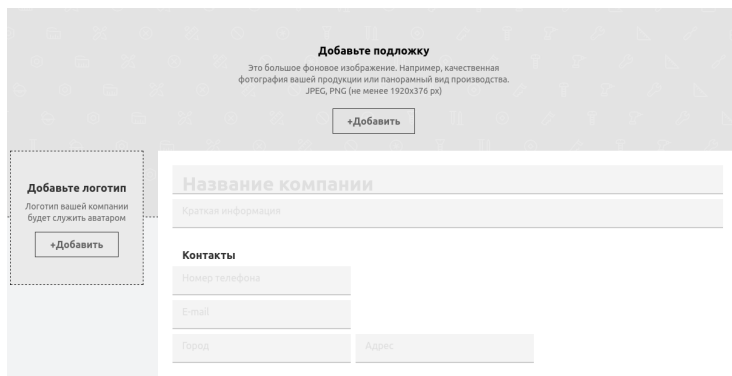 Добавьте подложку
Это большое фоновое изображение. Например, качественная
фотография вашей продукции или панорамный вид производства.
JPEG, PNG (не менее 1920x376 px)
+Добавить
Добавьте логотип
Логотип вашей компании
будет служить аватаром
+Добавить
Название компании
Краткая информация
Контакты
Номер телефона
E-mail
Город
Адрес